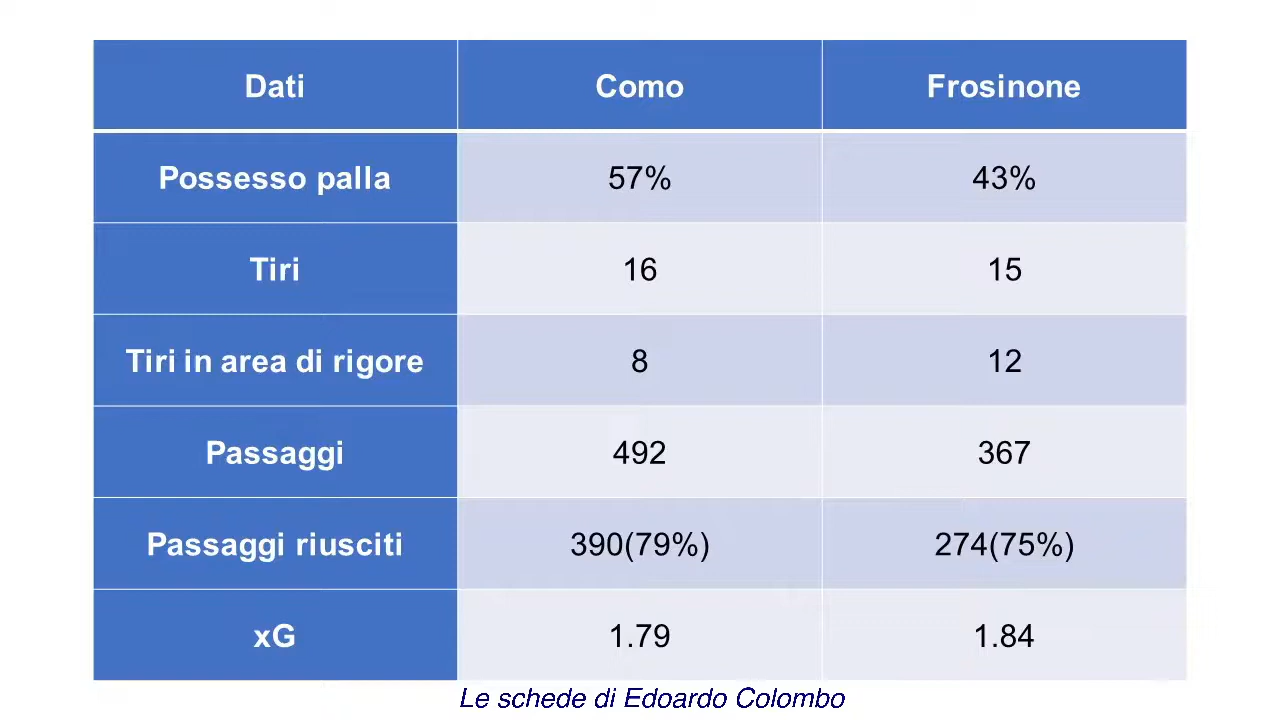 Dati Como Frosinone
Possesso palla 57% 43%
Tiri 16 15
Tiri in area di rigore 8 12
Passaggi 492 367
Passaggi riusciti 390(79%) 274(75%)
xG 1.79 1.84
Le schede di Edoardo Colombo